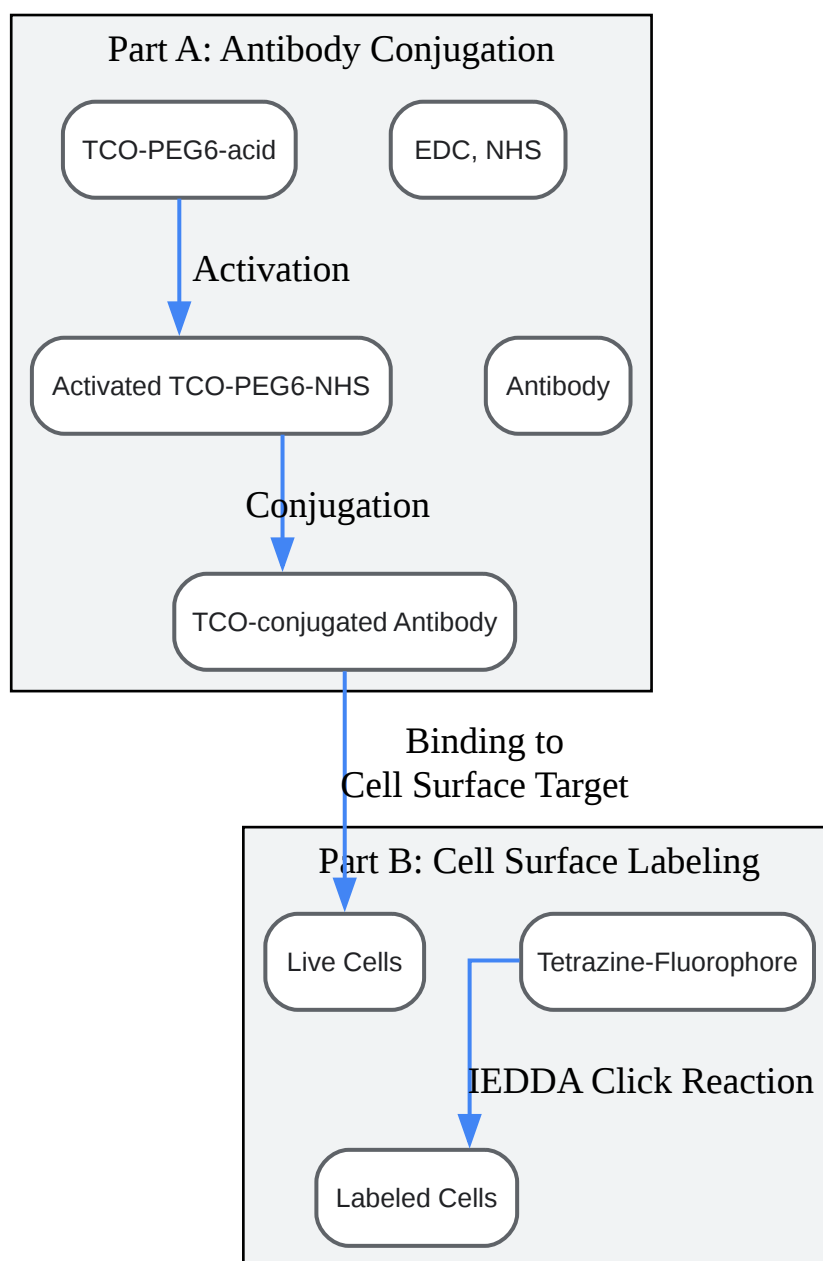 Part A: Antibody Conjugation
TCO-PEG6-acid
EDC, NHS
Activation
Activated TCO-PEG6-NHS
Antibody
Conjugation
TCO-conjugated Antibody
Binding to
Cell Surface Target
Part B: Cell Surface Labeling
Live Cells
Tetrazine-Fluorophore
IEDDA Click Reaction
Labeled Cells